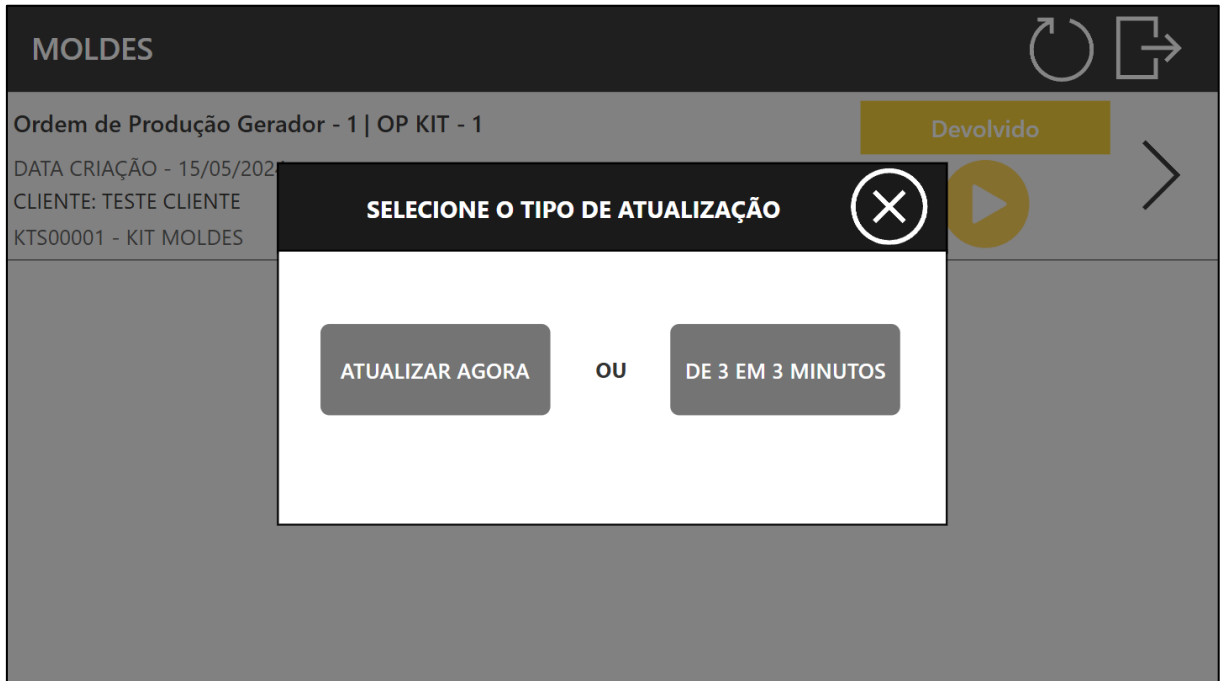 MOLDES
Ordem de Produção Gerador - 1 | OP KIT - 1
Devolvido
DATA CRIAÇÃO - 15/05/202
CLIENTE: TESTE CLIENTE
KTS00001 - KIT MOLDES
SELECIONE O TIPO DE ATUALIZAÇÃO
ATUALIZAR AGORA OU DE 3 EM 3 MINUTOS